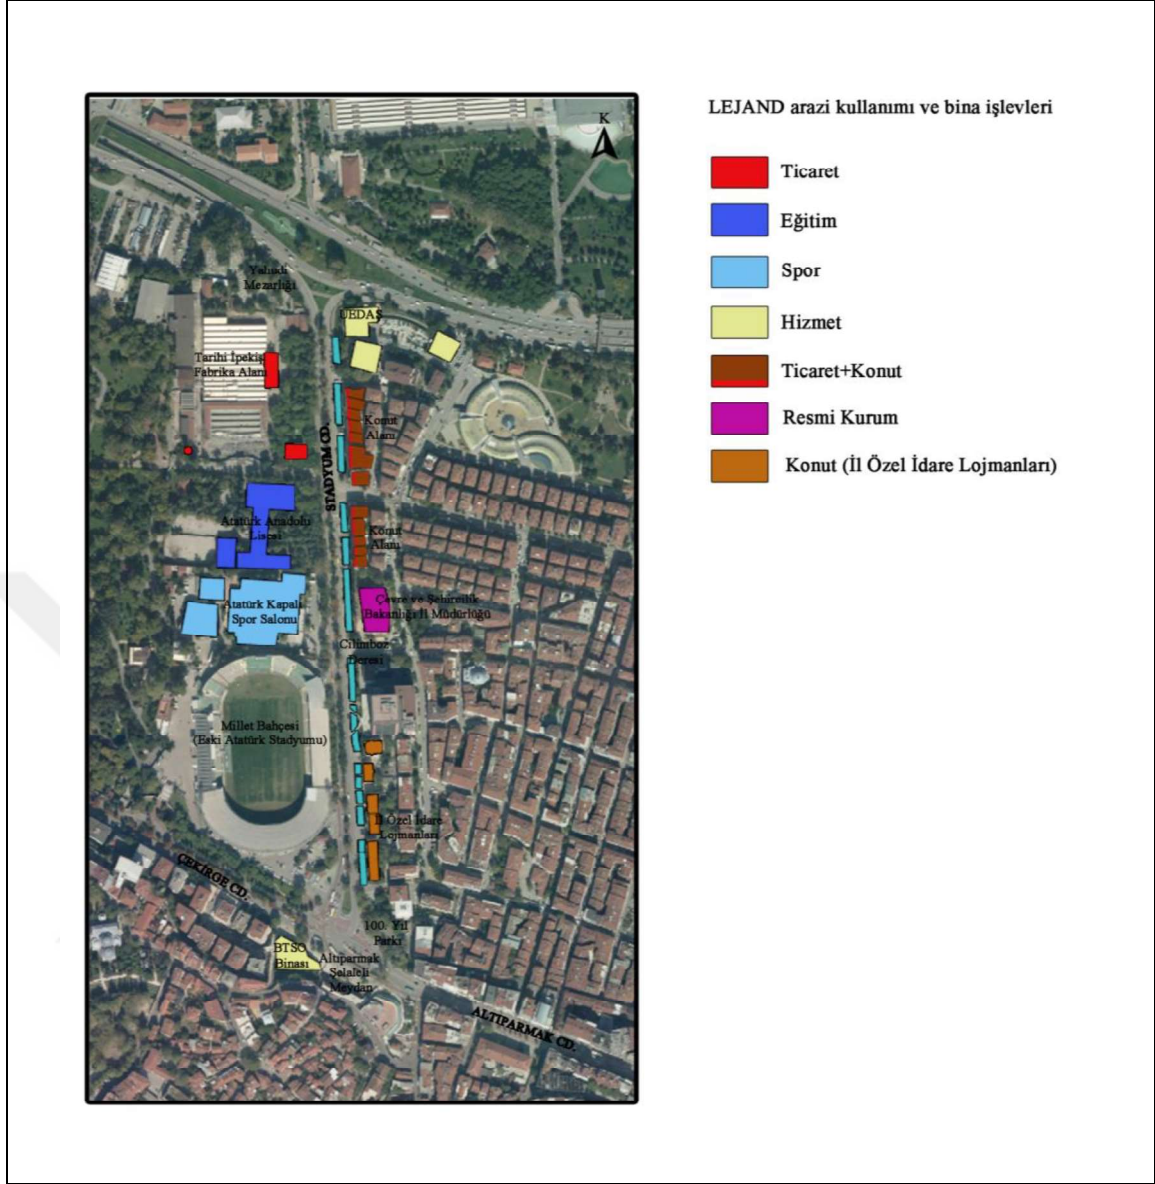 LEJAND arazi kullanımı ve bina işlevleri
Ticaret
Eğitim
Spor
Hizmet
Ticaret+Konut
Resmi Kurum
Konut (İl Özel İdare Lojmanları)
K
Yahudi
Mezarlığı
UEDAŞ
Tarihi İpekiş
Fabrika Alanı
Konut
Alanı
STADYUM CD.
Atatürk Anadolu
Lisesi
Konut
Alanı
Atatürk Kapalı
Spor Salonu
Çevre ve Şehircilik
Bakanlığı İl Müdürlüğü
Cilimboz
Deresi
Millet Bahçesi
(Eski Atatürk Stadyumu)
İl Özel İdare
Lojmanları
ÇEKİRGE CD.
100. Yıl
Parkı
BTSO
Binası
Altıparmak
Şelaleli
Meydan
ALTIPARMAK CD.